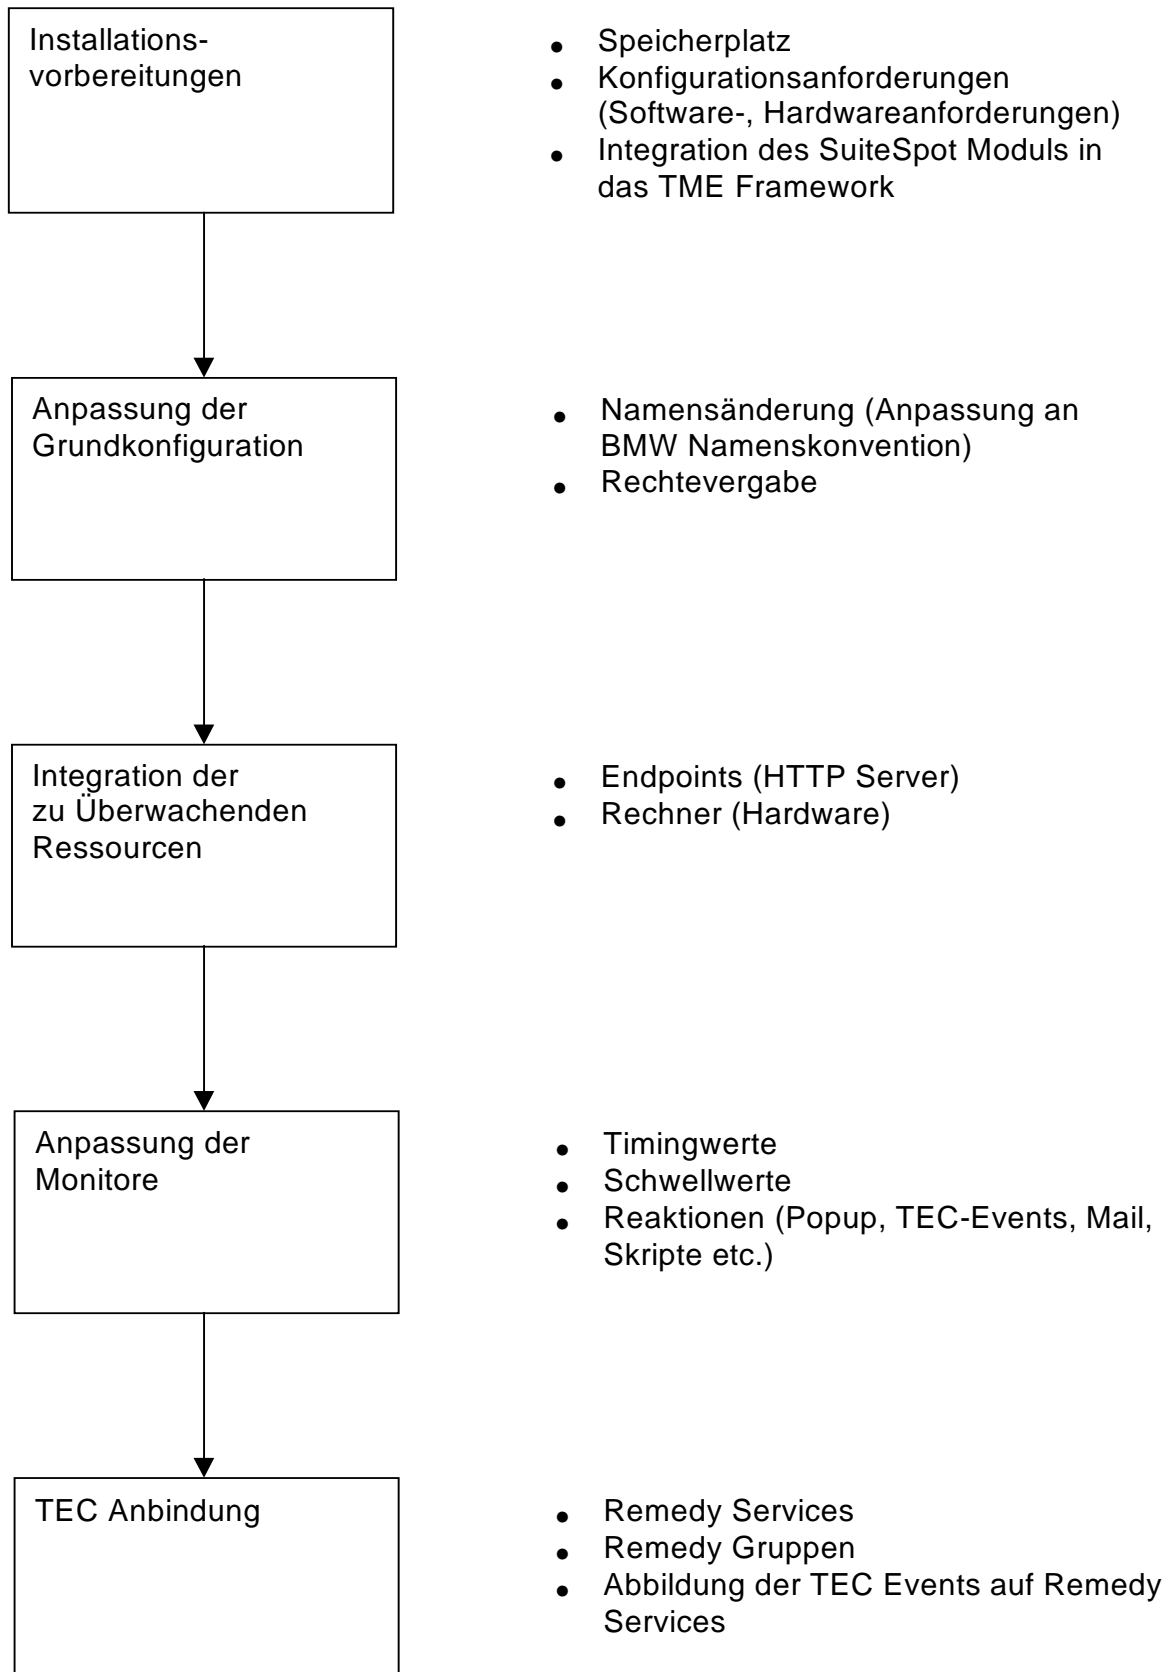 Installations-
vorbereitungen
• Speicherplatz
• Konfigurationsanforderungen
(Software-, Hardwareanforderungen)
• Integration des SuiteSpot Moduls in
das TME Framework
Anpassung der
Grundkonfiguration
• Namensänderung (Anpassung an
BMW Namenskonvention)
• Rechtevergabe
Integration der
zu Überwachenden
Ressourcen
• Endpoints (HTTP Server)
• Rechner (Hardware)
Anpassung der
Monitore
• Timingwerte
• Schwellwerte
• Reaktionen (Popup, TEC-Events, Mail,
Skripte etc.)
TEC Anbindung
• Remedy Services
• Remedy Gruppen
• Abbildung der TEC Events auf Remedy
Services